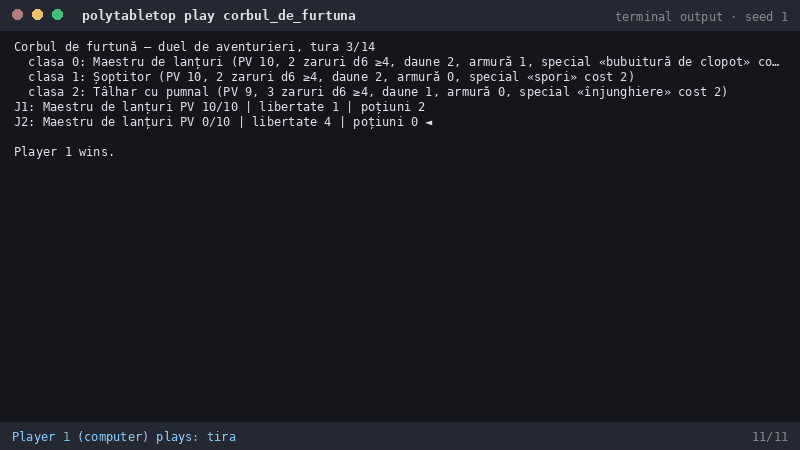 polytabletop play corbul_de_furtuna
terminal output · seed 1
Corbul de furtună — duel de aventurieri, tura 3/14
clasa 0: Maestru de lanțuri (PV 10, 2 zaruri d6 ≥4, daune 2, armură 1, special «bubuitură de clopot» co…
clasa 1: Șoptitor (PV 10, 2 zaruri d6 ≥4, daune 2, armură 0, special «spori» cost 2)
clasa 2: Tâlhar cu pumnal (PV 9, 3 zaruri d6 ≥4, daune 1, armură 0, special «înjunghiere» cost 2)
J1: Maestru de lanțuri PV 10/10 | libertate 1 | poțiuni 2
J2: Maestru de lanțuri PV 0/10 | libertate 4 | poțiuni 0 ◄
Player 1 wins.
Player 1 (computer) plays: tira
11/11